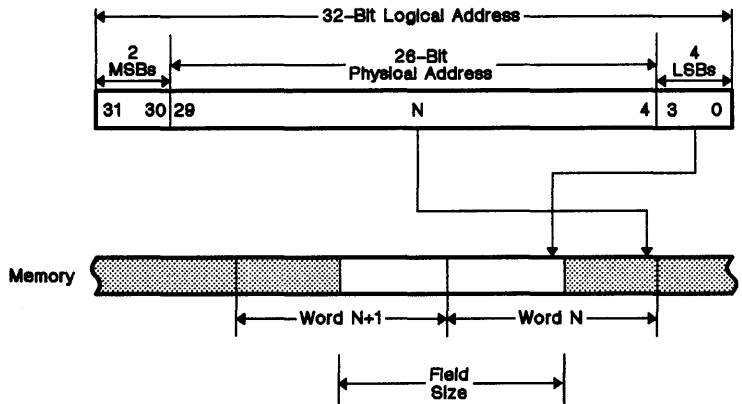 32-Bit Logical Address
2
MSBs
26-Bit
Physical Address
4
LSBs
31 30 29 N 4 3 0
Memory
Word N+1 Word N
Field
Size